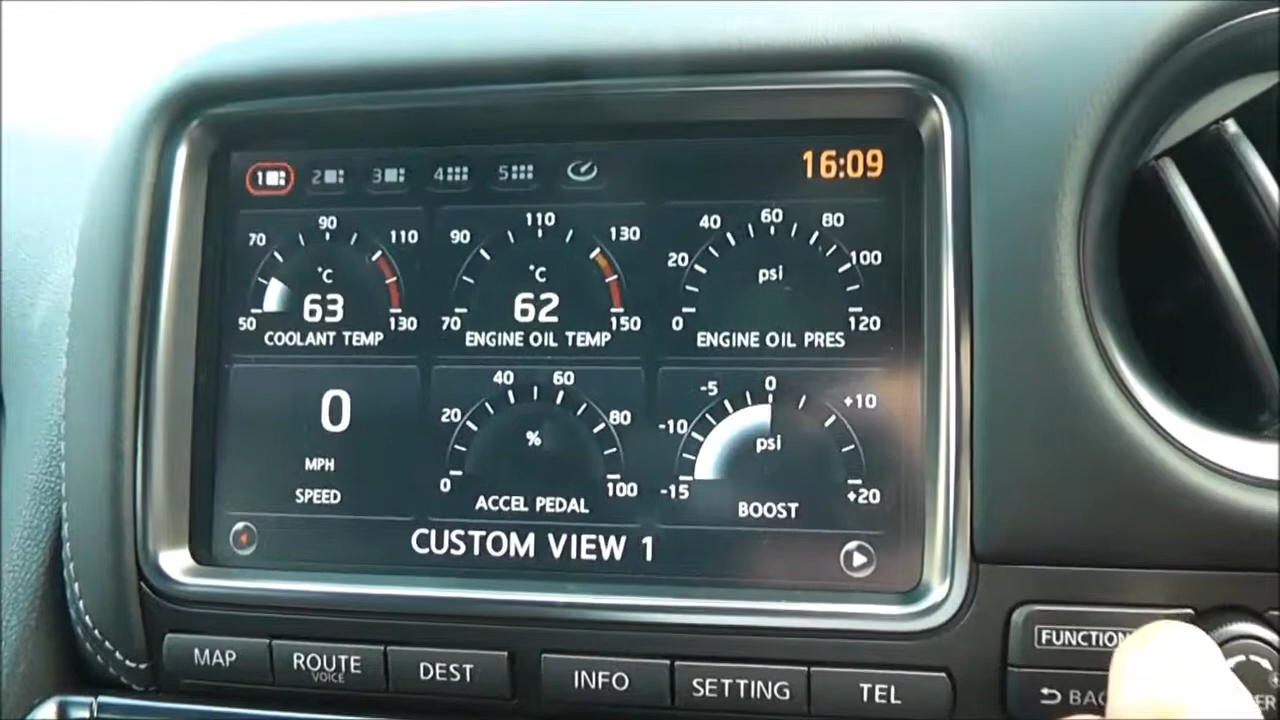 1 2 3 4 5 16:09
50 70 90 110 130
°C
63
COOLANT TEMP
70 90 110 130 150
°C
62
ENGINE OIL TEMP
0 20 40 60 80 100 120
psi
ENGINE OIL PRES
0
MPH
SPEED
0 20 40 60 80 100
%
ACCEL PEDAL
-15 -10 -5 0 +10 +20
psi
BOOST
CUSTOM VIEW 1
MAP
ROUTE
VOICE
DEST
INFO
SETTING
TEL
FUNCTION